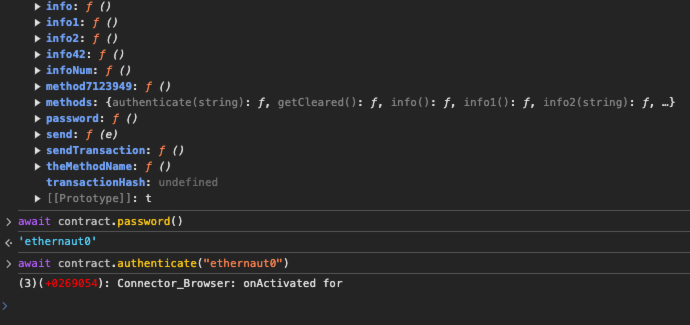 ▶ info: ƒ ()
▶ info1: ƒ ()
▶ info2: ƒ ()
▶ info42: ƒ ()
▶ infoNum: ƒ ()
▶ method7123949: ƒ ()
▶ methods: {authenticate(string): ƒ, getCleared(): ƒ, info(): ƒ, info1(): ƒ, info2(string): ƒ, …}
▶ password: ƒ ()
▶ send: ƒ (e)
▶ sendTransaction: ƒ ()
▶ theMethodName: ƒ ()
transactionHash: undefined
▶ [[Prototype]]: t
> await contract.password()
<· 'ethernaut0'
> await contract.authenticate("ethernaut0")
(3)(+0269054): Connector_Browser: onActivated for
>